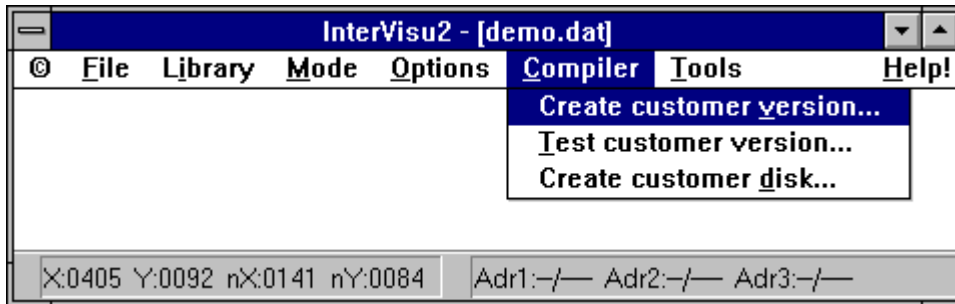 InterVisu2 - [demo.dat]
© File Library Mode Options Compiler Tools Help!
Create customer version...
Test customer version...
Create customer disk...
X:0405 Y:0092 nX:0141 nY:0084 Adr1:–/–– Adr2:–/–– Adr3:–/––